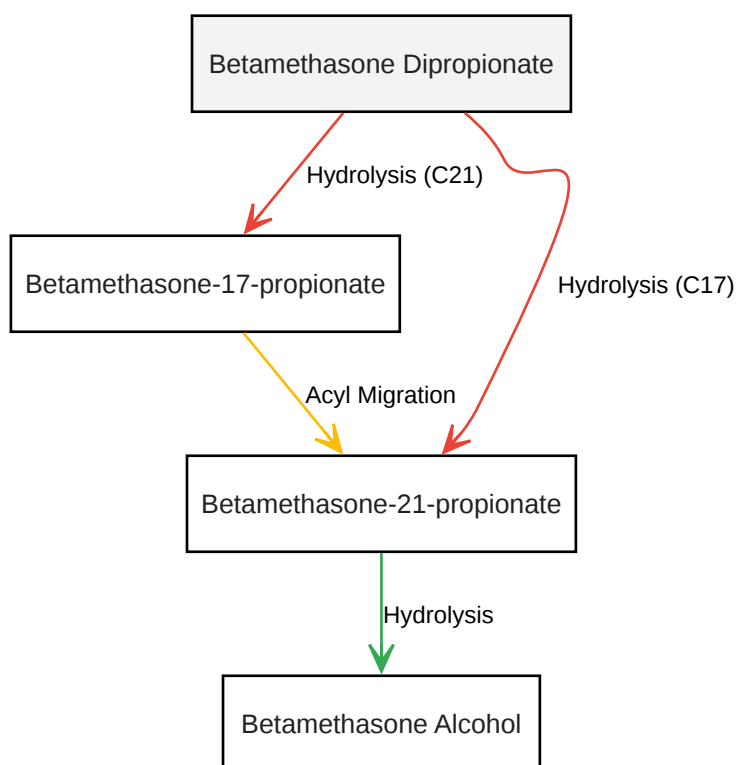 Betamethasone Dipropionate
Hydrolysis (C21)
Betamethasone-17-propionate
Hydrolysis (C17)
Acyl Migration
Betamethasone-21-propionate
Hydrolysis
Betamethasone Alcohol